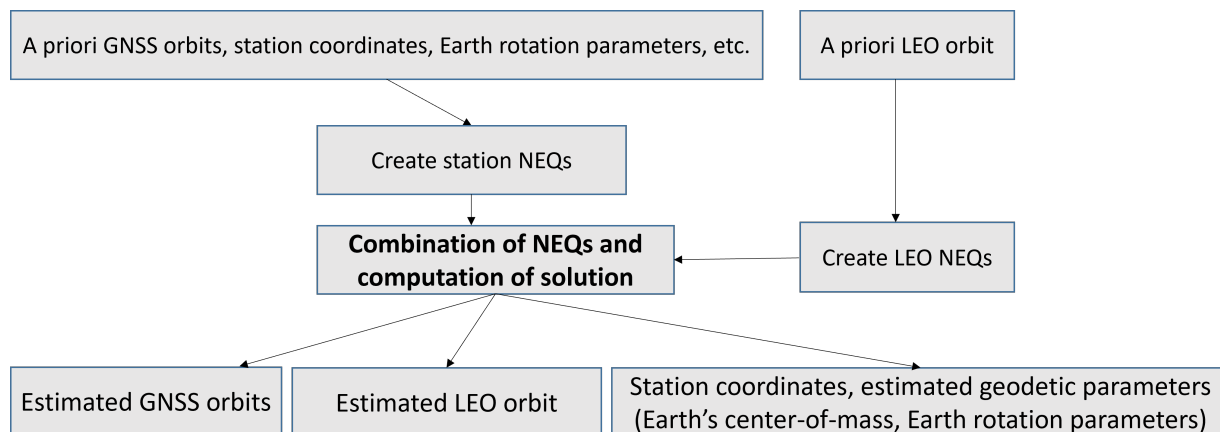 A priori GNSS orbits, station coordinates, Earth rotation parameters, etc.
A priori LEO orbit
Create station NEQs
Combination of NEQs and
computation of solution
Create LEO NEQs
Estimated GNSS orbits
Estimated LEO orbit
Station coordinates, estimated geodetic parameters
(Earth's center-of-mass, Earth rotation parameters)